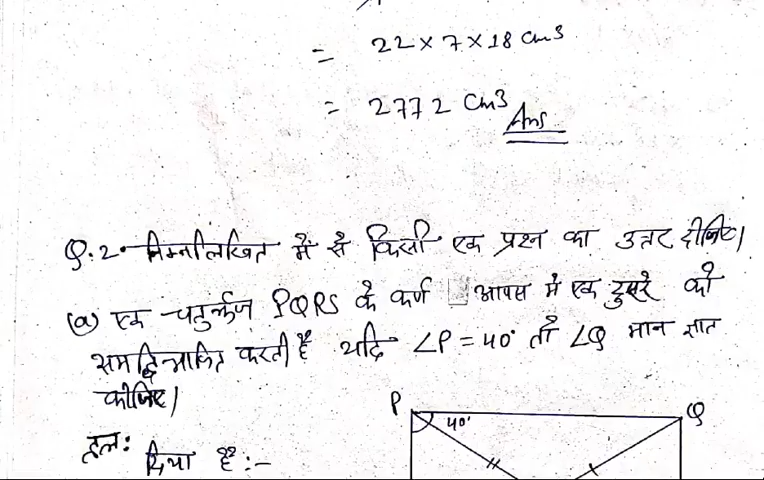 = 22 × 7 × 18 Cm3
= 2772 Cm3 Ans
Q.2. निम्नलिखित में से किसी एक प्रश्न का उत्तर दीजिए।
(a) एक चतुर्भुज PQRS के कर्ण आपस में एक दुसरे को
समद्विभाजित करती है यदि ∠P = 40° तो ∠Q मान ज्ञात
कीजिए।
P Q
40°
हल: दिया है :-